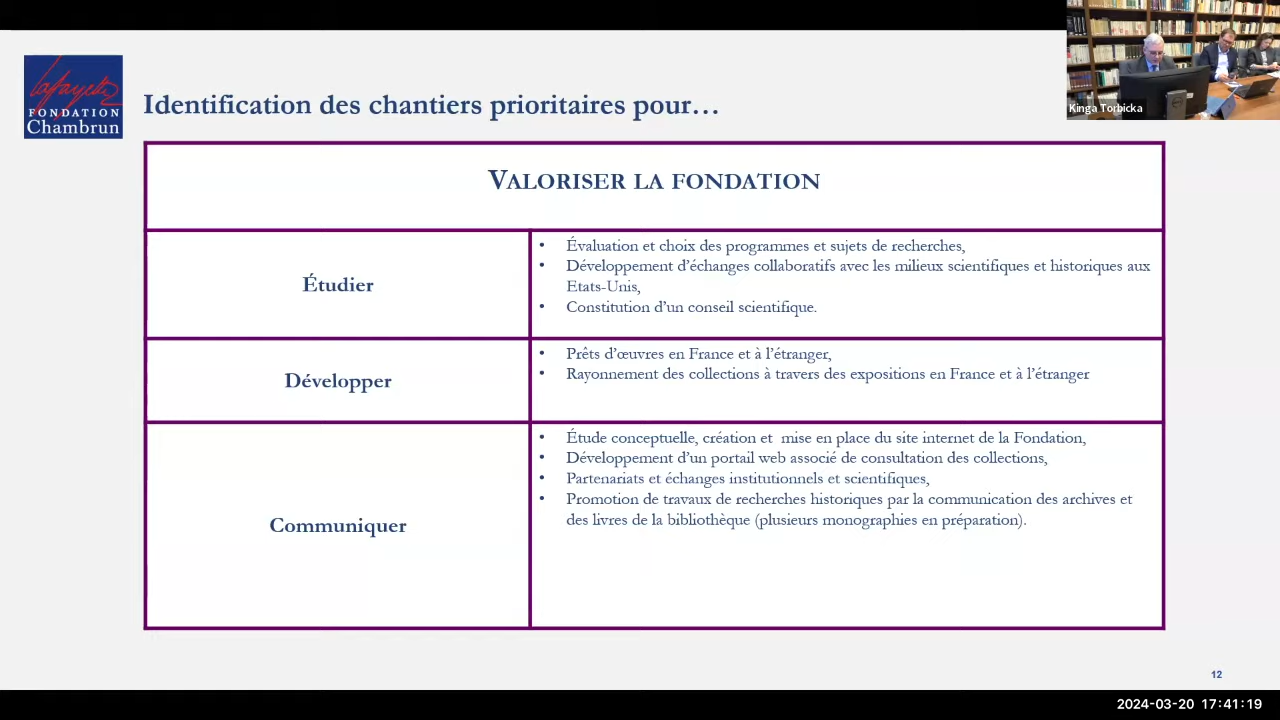 Lafayette
FONDATION
Chambrun
Identification des chantiers prioritaires pour…
Kinga Torbicka
VALORISER LA FONDATION
Étudier
• Évaluation et choix des programmes et sujets de recherches,
• Développement d’échanges collaboratifs avec les milieux scientifiques et historiques aux
Etats-Unis,
• Constitution d’un conseil scientifique.
Développer
• Prêts d’œuvres en France et à l’étranger,
• Rayonnement des collections à travers des expositions en France et à l’étranger
Communiquer
• Étude conceptuelle, création et  mise en place du site internet de la Fondation,
• Développement d’un portail web associé de consultation des collections,
• Partenariats et échanges institutionnels et scientifiques,
• Promotion de travaux de recherches historiques par la communication des archives et
des livres de la bibliothèque (plusieurs monographies en préparation).
12
2024-03-20 17:41:19